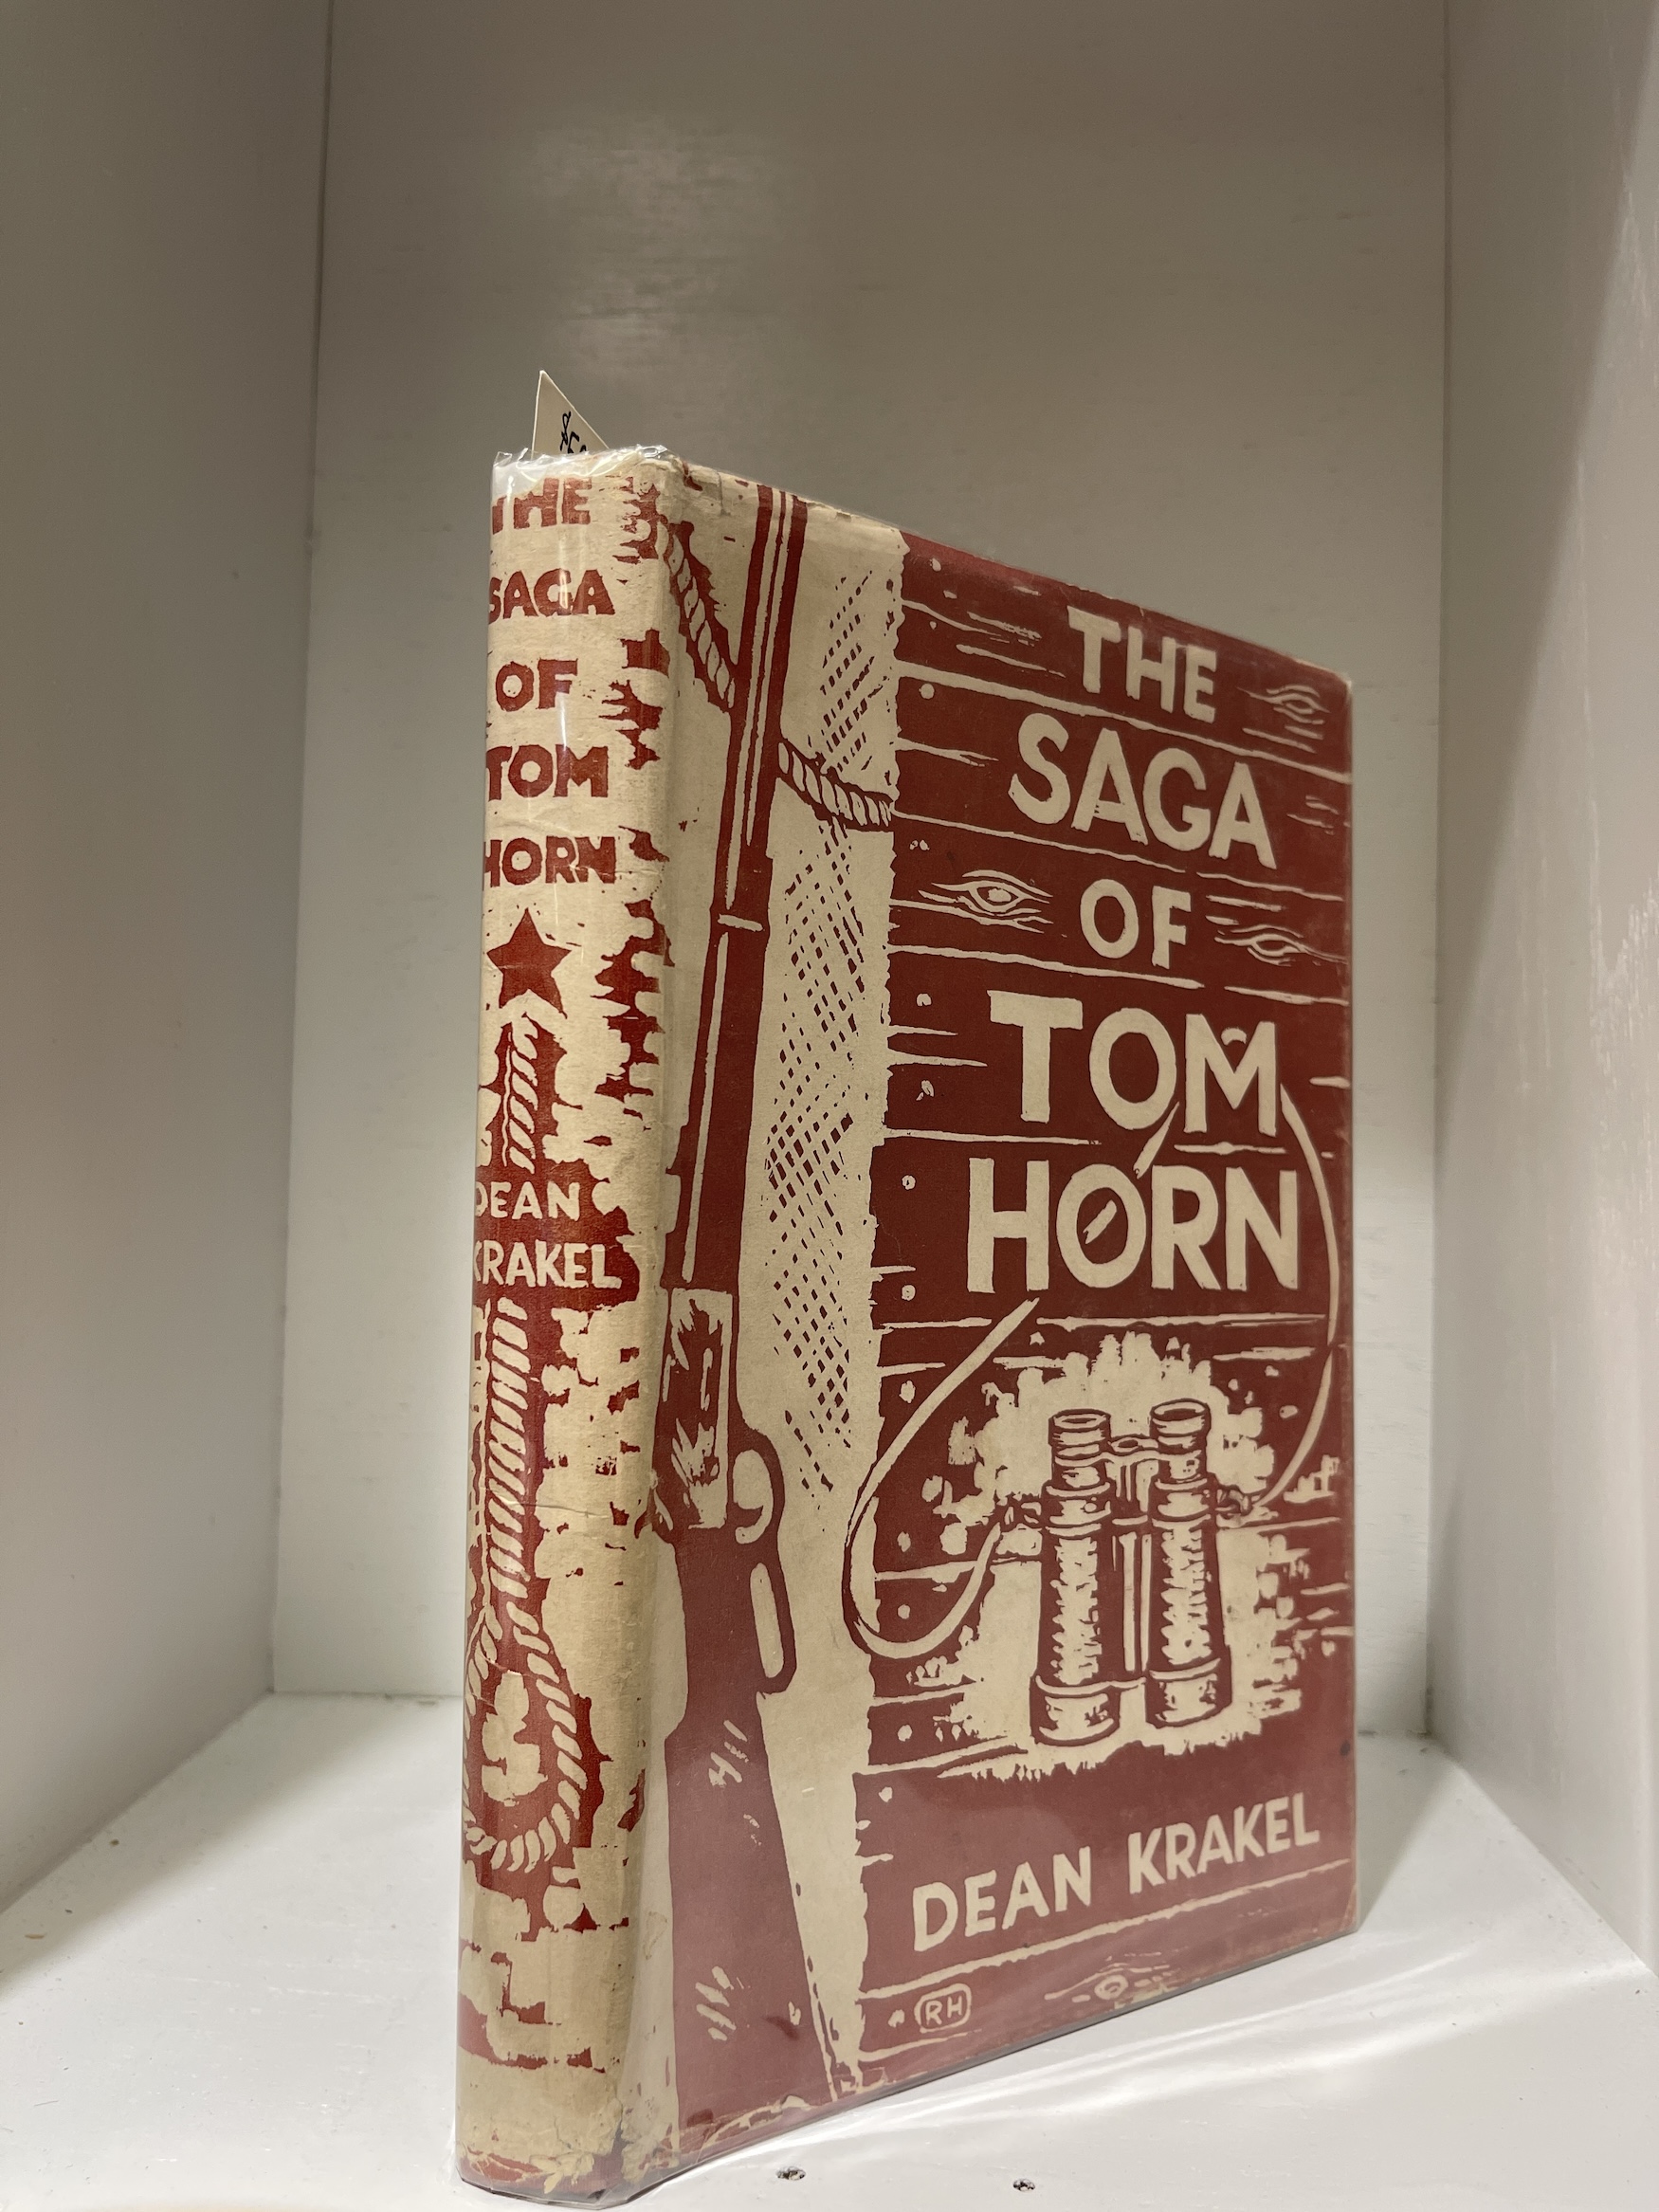 THE
SAGA
OF
TOM
HORN
DEAN
KRAKEL
THE
SAGA
OF
TOM
HORN
DEAN KRAKEL
RH